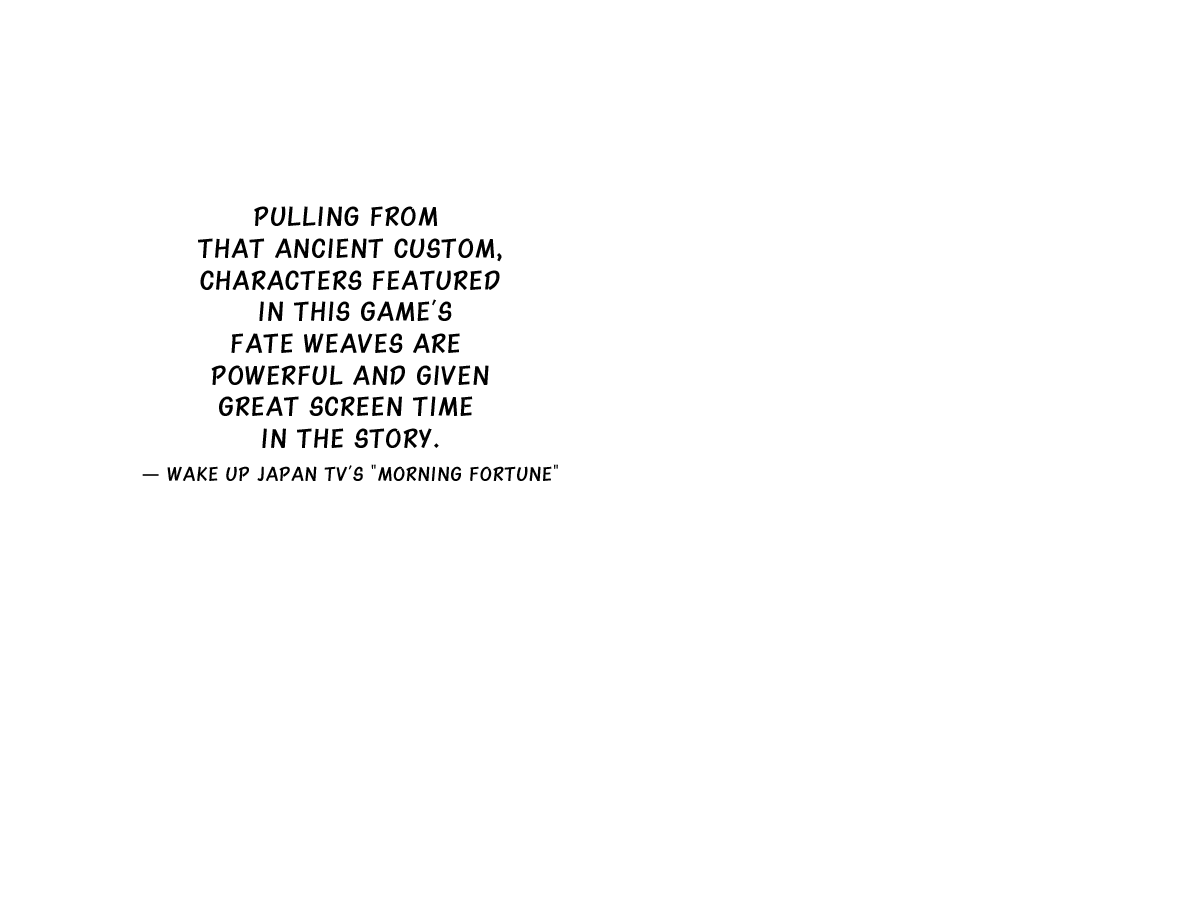 PULLING FROM
THAT ANCIENT CUSTOM,
CHARACTERS FEATURED
IN THIS GAME'S
FATE WEAVES ARE
POWERFUL AND GIVEN
GREAT SCREEN TIME
IN THE STORY.
— WAKE UP JAPAN TV'S "MORNING FORTUNE"